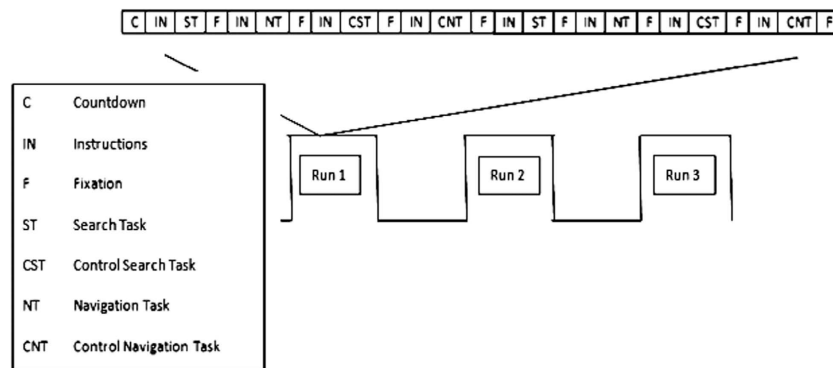 C IN ST F IN NT F IN CST F IN CNT F IN ST F IN NT F IN CST F IN CNT F
C Countdown
IN Instructions
F Fixation
ST Search Task
CST Control Search Task
NT Navigation Task
CNT Control Navigation Task
Run 1 Run 2 Run 3